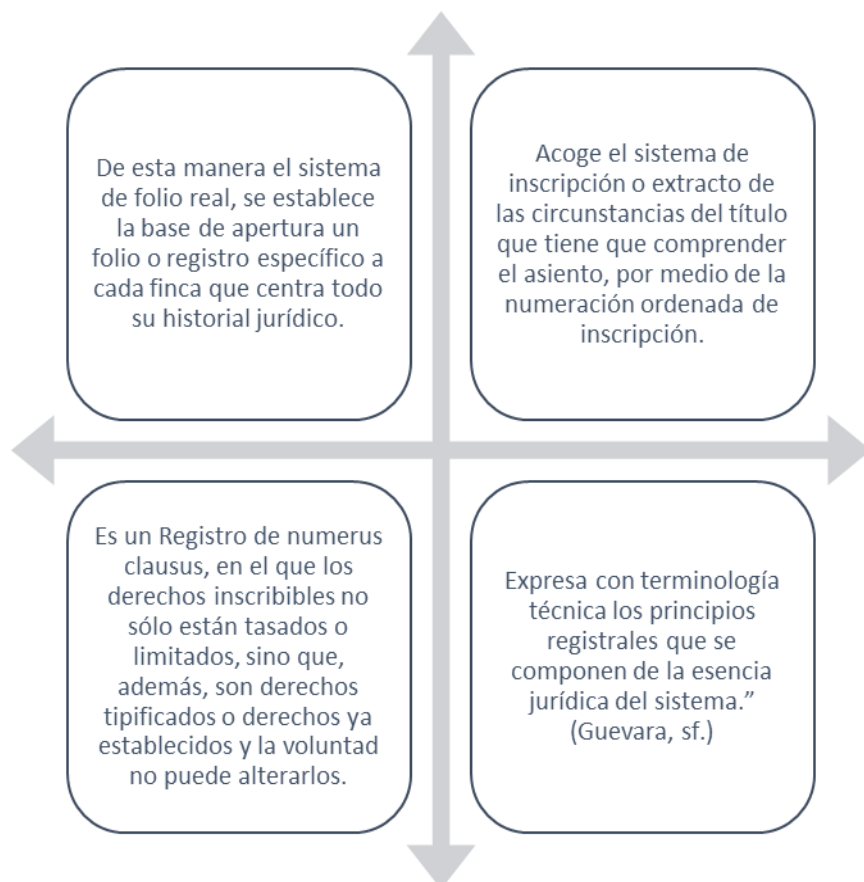 De esta manera el sistema
de folio real, se establece
la base de apertura un
folio o registro específico a
cada finca que centra todo
su historial jurídico.
Acoge el sistema de
inscripción o extracto de
las circunstancias del título
que tiene que comprender
el asiento, por medio de la
numeración ordenada de
inscripción.
Es un Registro de numerus
clausus, en el que los
derechos inscribibles no
sólo están tasados o
limitados, sino que,
además, son derechos
tipificados o derechos ya
establecidos y la voluntad
no puede alterarlos.
Expresa con terminología
técnica los principios
registrales que se
componen de la esencia
jurídica del sistema.”
(Guevara, sf.)